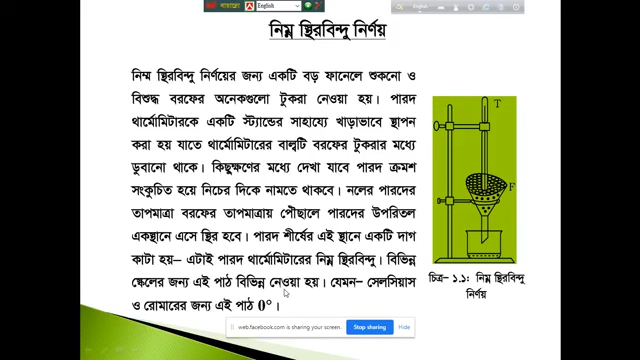 English
English
নিম্ন স্থিরবিন্দু নির্ণয়
নিম্ম স্থিরবিন্দু নির্ণয়ের জন্য একটি বড় ফানেলে শুকনো ও
বিশুদ্ধ বরফের অনেকগুলো টুকরা নেওয়া হয়। পারদ
থার্মোমিটারকে একটি স্ট্যান্ডের সাহায্যে খাড়াভাবে স্থাপন
করা হয় যাতে থার্মোমিটারের বাল্বটি বরফের টুকরার মধ্যে
ডুবানো থাকে। কিছুক্ষণের মধ্যে দেখা যাবে পারদ ক্রমশ
সংকুচিত হয়ে নিচের দিকে নামতে থাকবে। নলের পারদের
তাপমাত্রা বরফের তাপমাত্রায় পৌছালে পারদের উপরিতল
একস্থানে এসে স্থির হবে। পারদ শীর্ষের এই স্থানে একটি দাগ
কাটা হয়– এটাই পারদ থার্মোমিটারের নিম্ন স্থিরবিন্দু। বিভিন্ন
স্কেলের জন্য এই পাঠ বিভিন্ন নেওয়া হয়। যেমন– সেলসিয়াস
ও রোমারের জন্য এই পাঠ 0°।
T
F
চিত্র– ১.১: নিম্ন স্থিরবিন্দু
নির্ণয়
web.facebook.com is sharing your screen. Stop sharing Hide